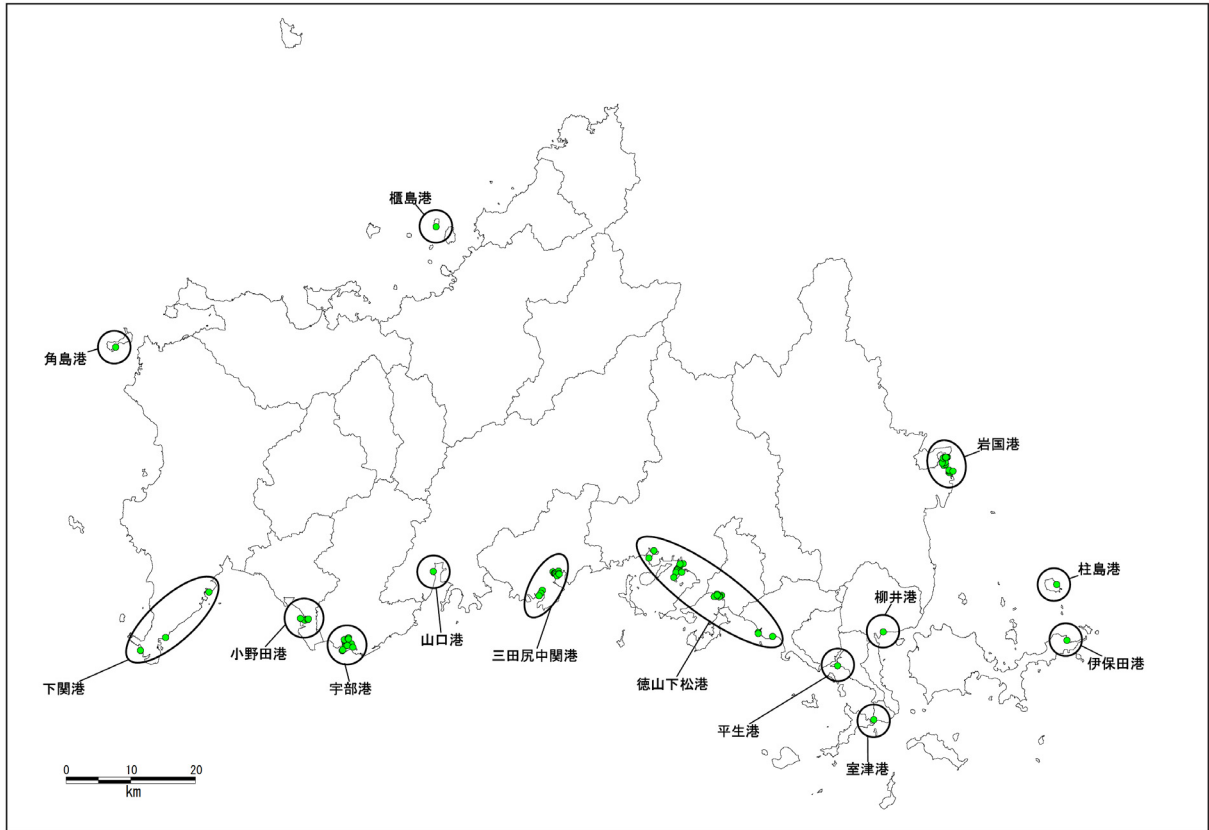 櫃島港
角島港
岩国港
柱島港
柳井港
伊保田港
山口港
三田尻中関港
小野田港
徳山下松港
下関港
宇部港
平生港
室津港
0 10 20
km